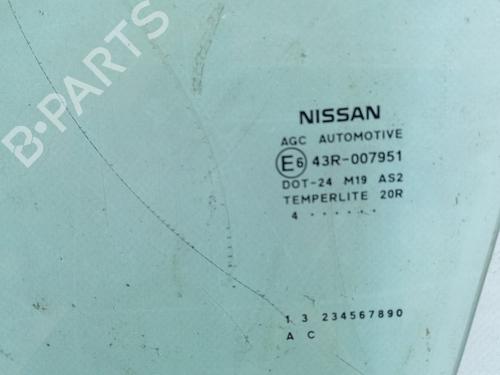 B-PARTS
NISSAN
AGC AUTOMOTIVE
E6 43R-007951
DOT-24 M19 AS2
TEMPERLITE 20R
4 ••••••
1 3 234567890
A C